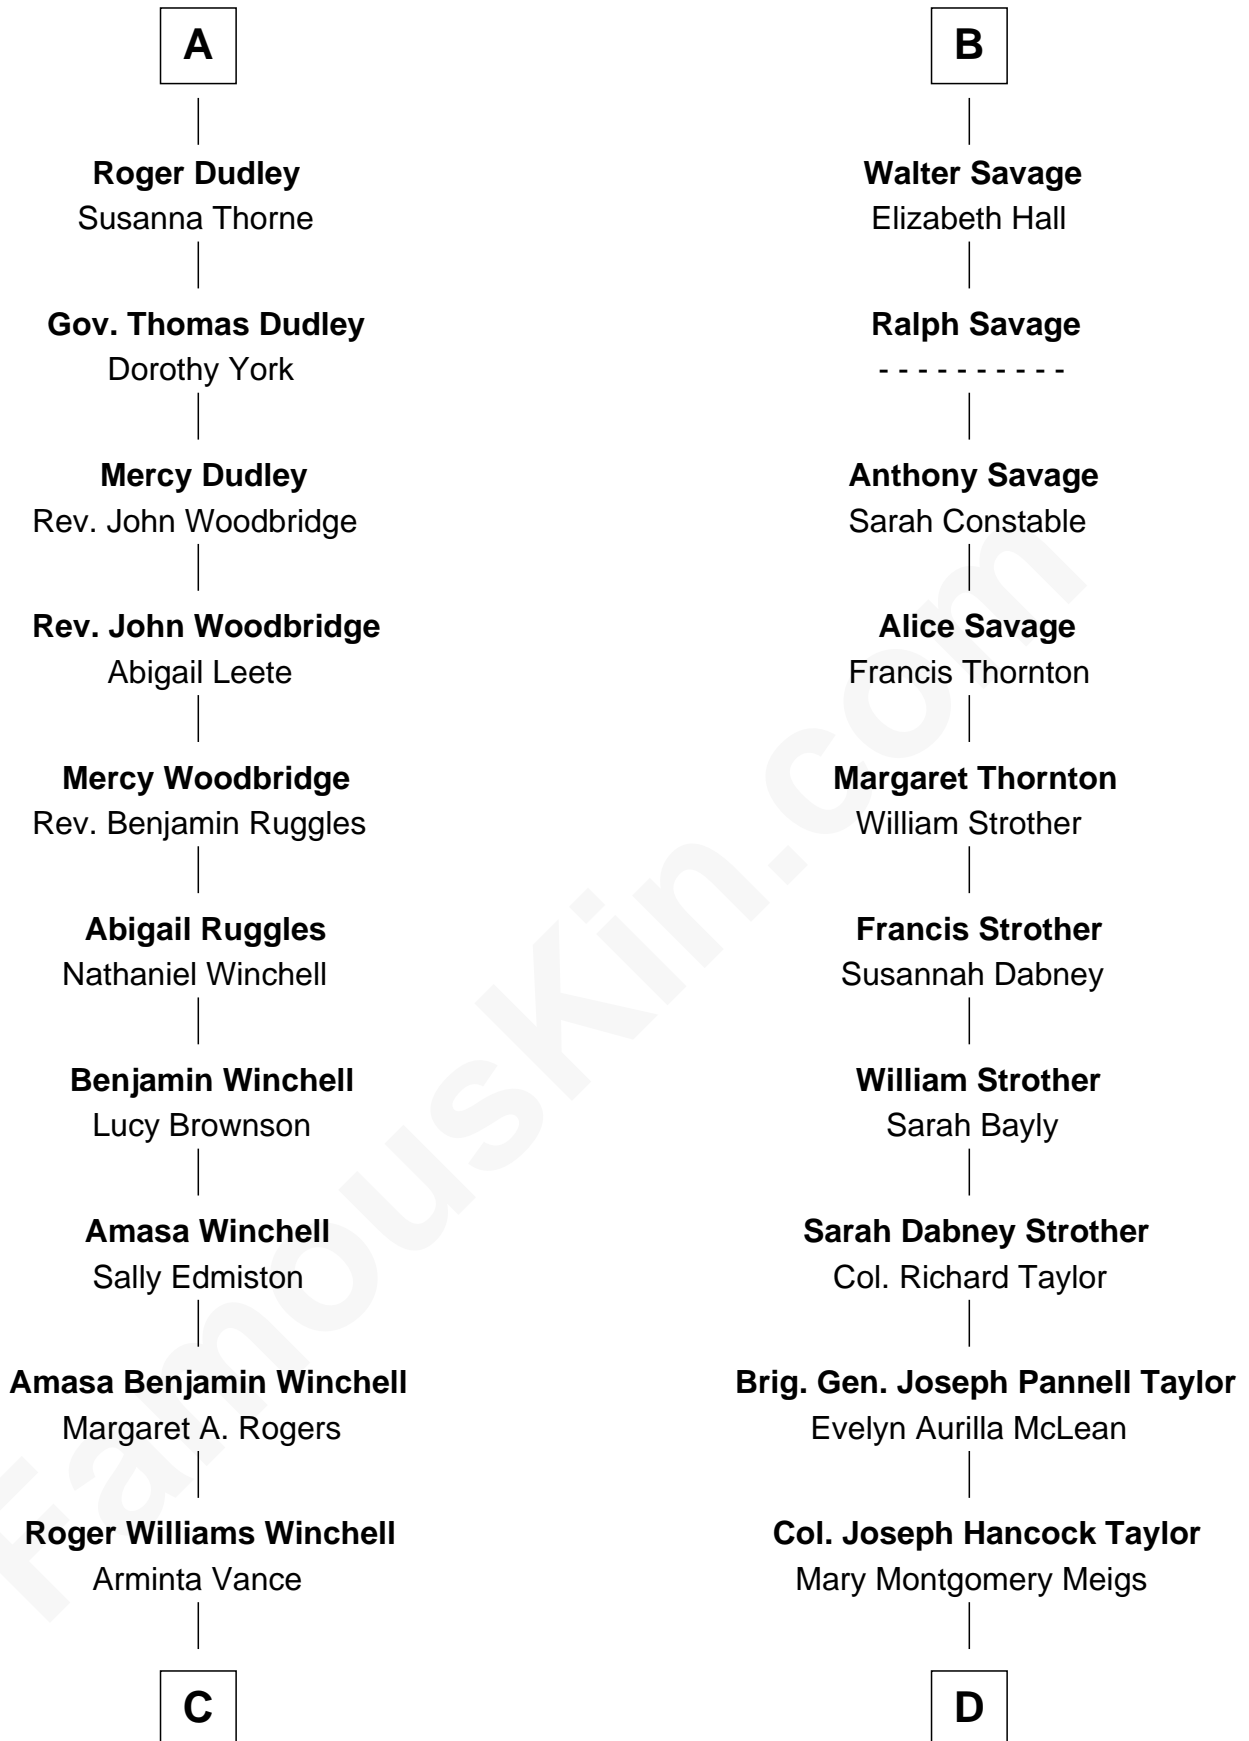 A
Roger Dudley
Susanna Thorne
Gov. Thomas Dudley
Dorothy York
Mercy Dudley
Rev. John Woodbridge
Rev. John Woodbridge
Abigail Leete
Mercy Woodbridge
Rev. Benjamin Ruggles
Abigail Ruggles
Nathaniel Winchell
Benjamin Winchell
Lucy Brownson
Amasa Winchell
Sally Edmiston
Amasa Benjamin Winchell
Margaret A. Rogers
Roger Williams Winchell
Arminta Vance
C
B
Walter Savage
Elizabeth Hall
Ralph Savage
- - - - - - - - - -
Anthony Savage
Sarah Constable
Alice Savage
Francis Thornton
Margaret Thornton
William Strother
Francis Strother
Susannah Dabney
William Strother
Sarah Bayly
Sarah Dabney Strother
Col. Richard Taylor
Brig. Gen. Joseph Pannell Taylor
Evelyn Aurilla McLean
Col. Joseph Hancock Taylor
Mary Montgomery Meigs
D
FamousKin.com